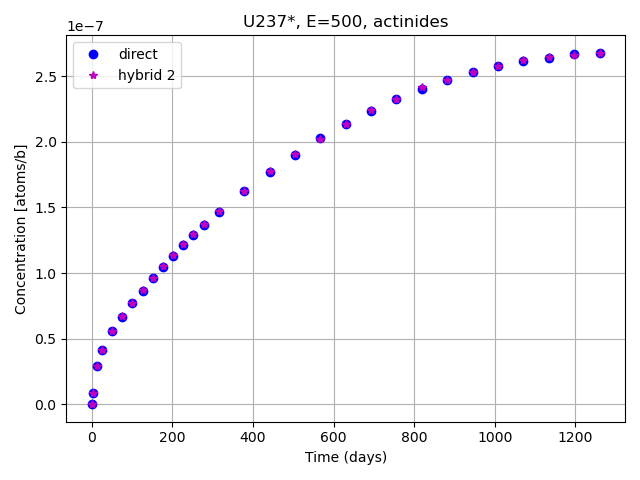 U237*, E=500, actinides
1e−7
direct
hybrid 2
Concentration [atoms/b]
2.5
2.0
1.5
1.0
0.5
0.0
0 200 400 600 800 1000 1200
Time (days)